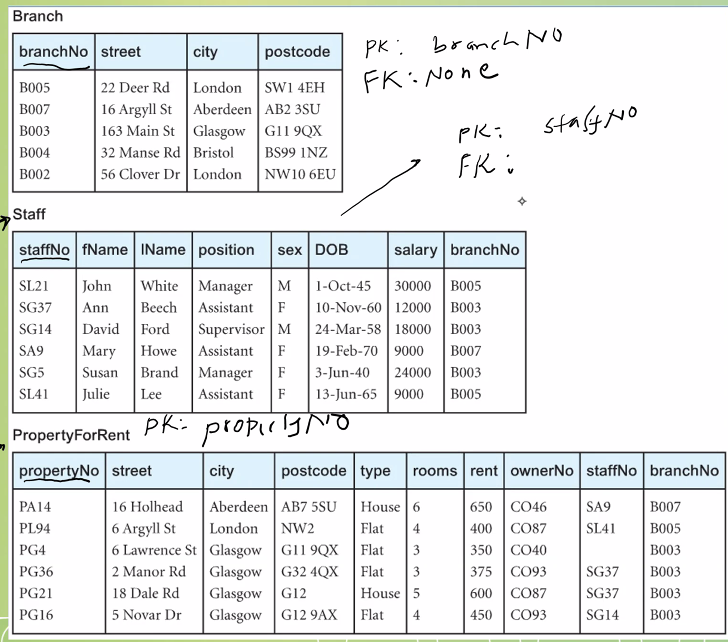 Branch
branchNo street city postcode
B005 22 Deer Rd London SW1 4EH
B007 16 Argyll St Aberdeen AB2 3SU
B003 163 Main St Glasgow G11 9QX
B004 32 Manse Rd Bristol BS99 1NZ
B002 56 Clover Dr London NW10 6EU
PK: branchNO
FK: None
PK: staffNO
FK:
Staff
staffNo fName lName position sex DOB salary branchNo
SL21 John White Manager M 1-Oct-45 30000 B005
SG37 Ann Beech Assistant F 10-Nov-60 12000 B003
SG14 David Ford Supervisor M 24-Mar-58 18000 B003
SA9 Mary Howe Assistant F 19-Feb-70 9000 B007
SG5 Susan Brand Manager F 3-Jun-40 24000 B003
SL41 Julie Lee Assistant F 13-Jun-65 9000 B005
PK: propertyNO
PropertyForRent
propertyNo street city postcode type rooms rent ownerNo staffNo branchNo
PA14 16 Holhead Aberdeen AB7 5SU House 6 650 CO46 SA9 B007
PL94 6 Argyll St London NW2 Flat 4 400 CO87 SL41 B005
PG4 6 Lawrence St Glasgow G11 9QX Flat 3 350 CO40 B003
PG36 2 Manor Rd Glasgow G32 4QX Flat 3 375 CO93 SG37 B003
PG21 18 Dale Rd Glasgow G12 House 5 600 CO87 SG37 B003
PG16 5 Novar Dr Glasgow G12 9AX Flat 4 450 CO93 SG14 B003